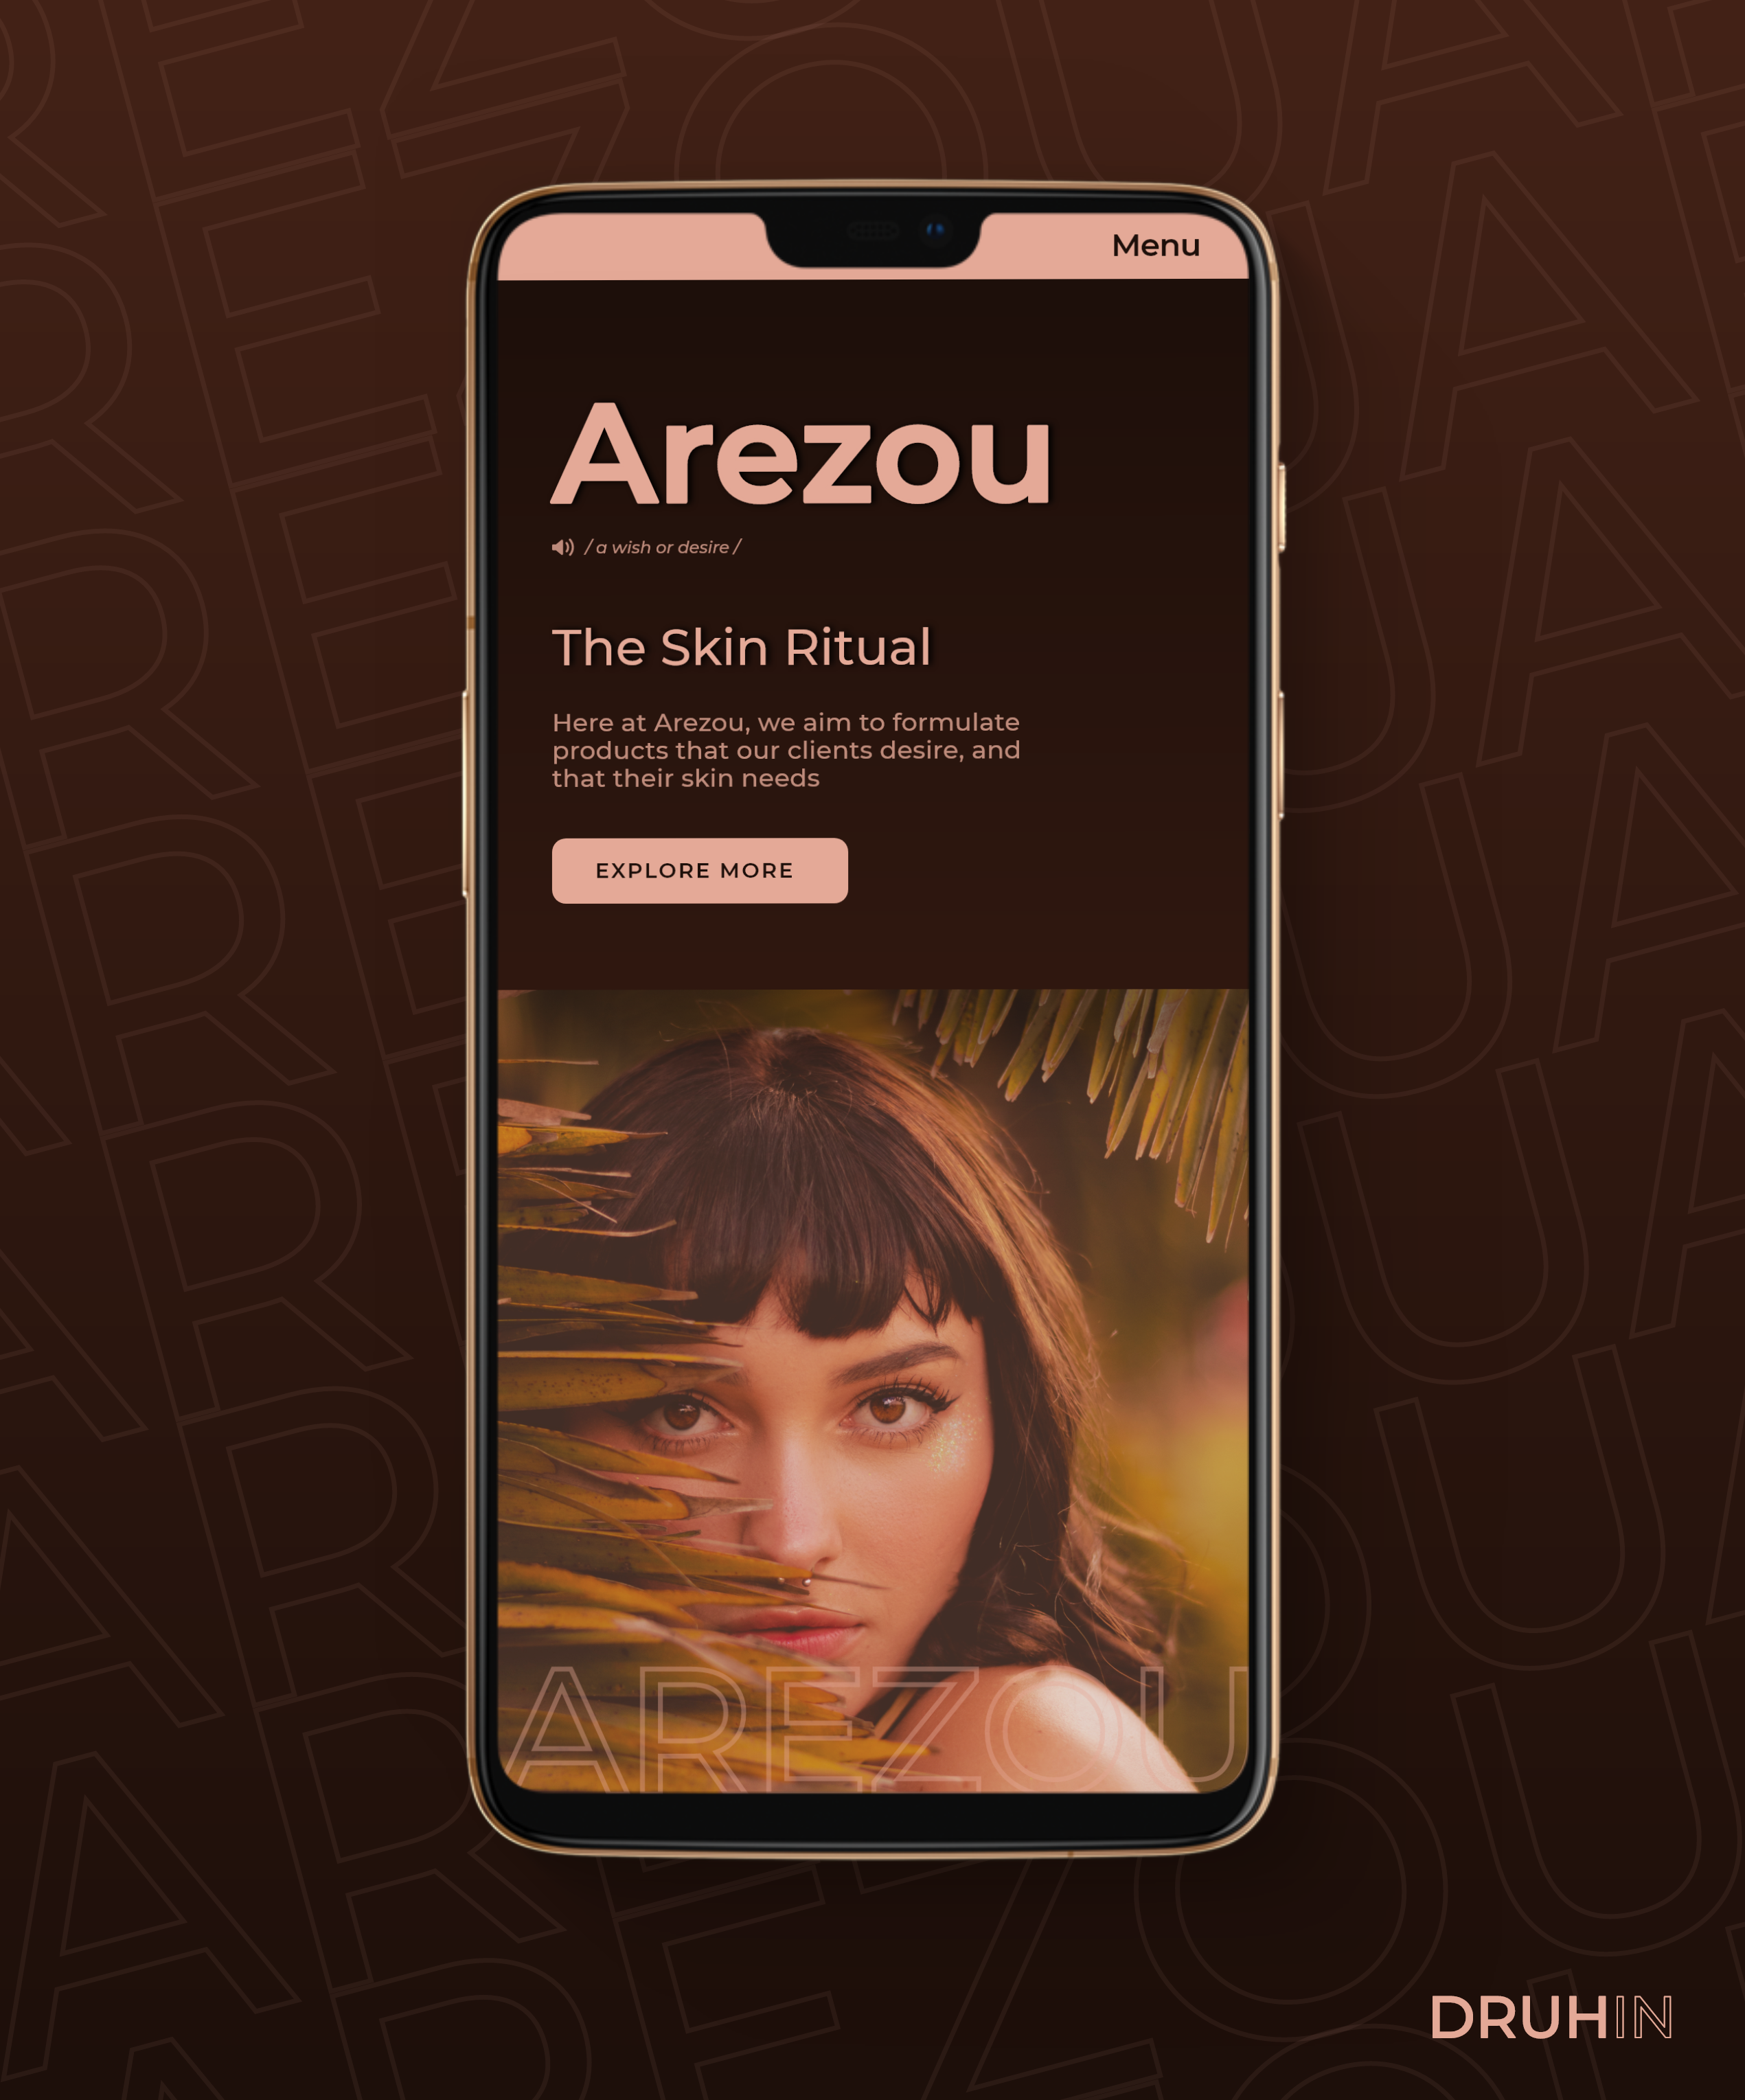 Menu
Arezou
/ a wish or desire /
The Skin Ritual
Here at Arezou, we aim to formulate
products that our clients desire, and
that their skin needs
EXPLORE MORE
AREZOU
DRUHIN